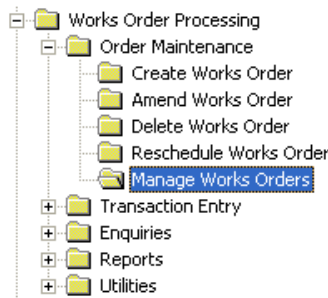 Works Order Processing
Order Maintenance
Create Works Order
Amend Works Order
Delete Works Order
Reschedule Works Order
Manage Works Orders
Transaction Entry
Enquiries
Reports
Utilities